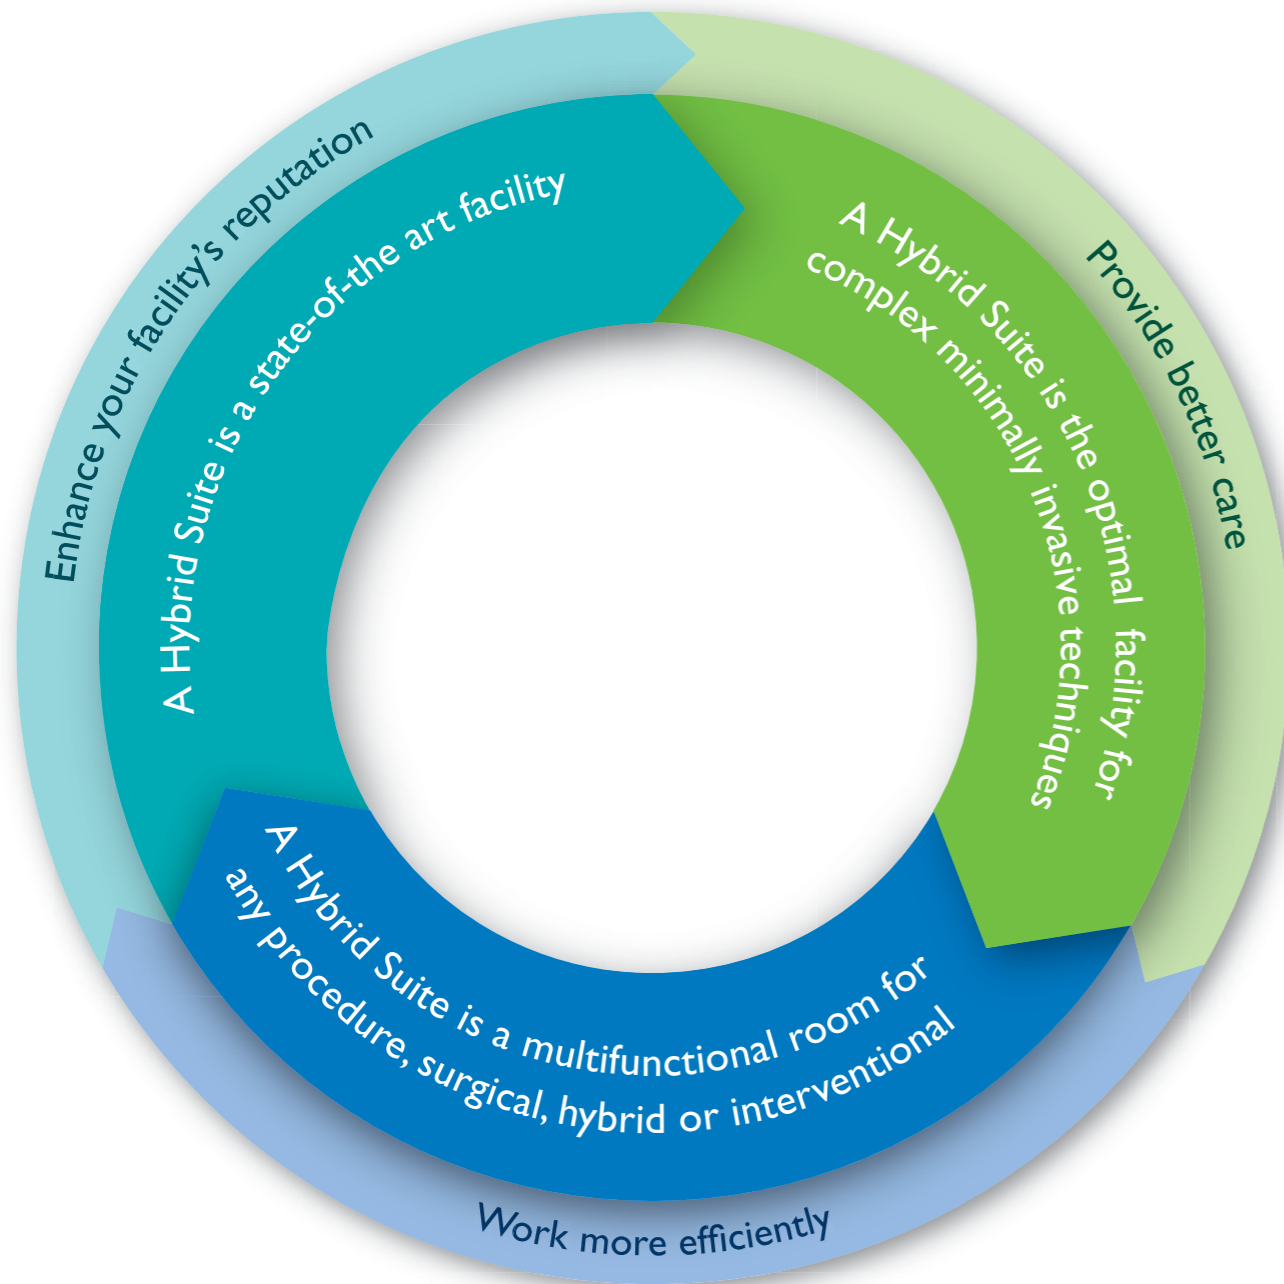 Enhance your facility’s reputation
A Hybrid Suite is a state-of-the art facility
Provide better care
A Hybrid Suite is the optimal facility for
complex minimally invasive techniques
A Hybrid Suite is a multifunctional room for
any procedure, surgical, hybrid or interventional
Work more efficiently